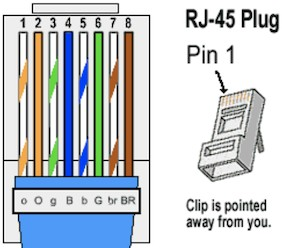 1 2 3 4 5 6 7 8
o O g B b G br BR
RJ-45 Plug
Pin 1
Clip is pointed
away from you.